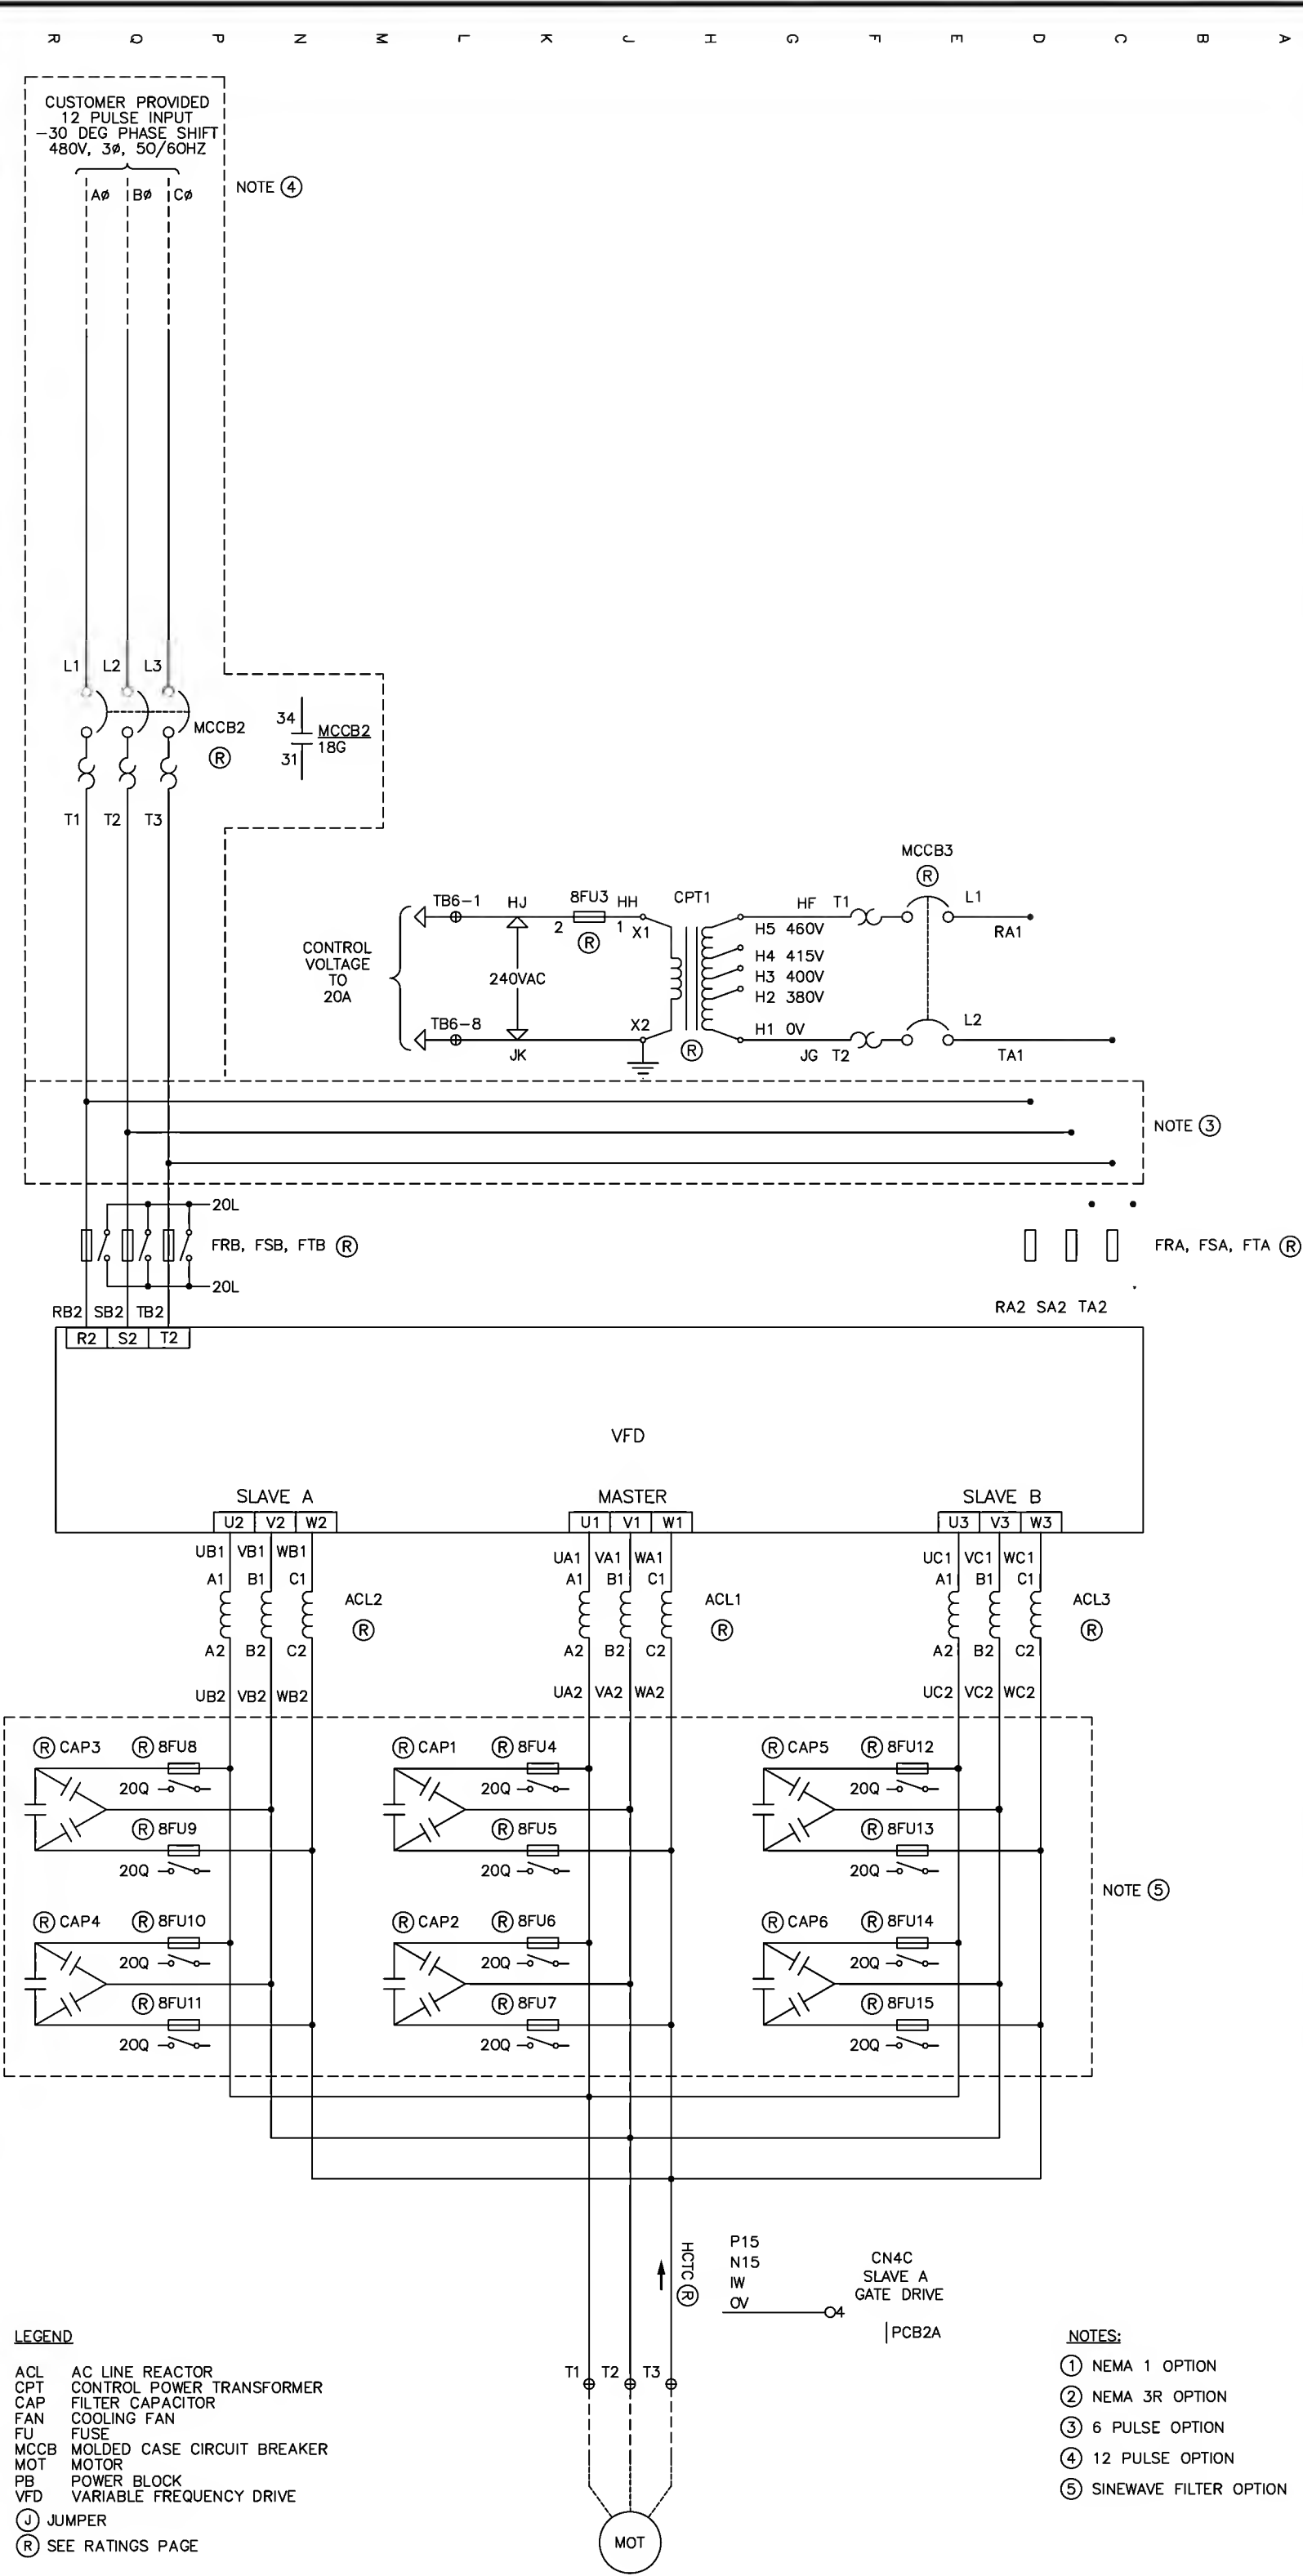 R Q P N M L K J H G F E D C B A
CUSTOMER PROVIDED
12 PULSE INPUT
-30 DEG PHASE SHIFT
480V, 3Ø, 50/60HZ
AØ BØ CØ
NOTE 4
L1 L2 L3
MCCB2
R
34
MCCB2
18G
31
T1 T2 T3
MCCB3
R
CONTROL
VOLTAGE
TO
20A
TB6-1 HJ 8FU3 HH CPT1 HF T1 L1
2 1 X1 H5 460V RA1
R
H4 415V
240VAC H3 400V
H2 380V
TB6-8 X2 H1 0V L2
JK R JG T2 TA1
NOTE 3
20L
FRB, FSB, FTB R
FRA, FSA, FTA R
20L
RB2 SB2 TB2
RA2 SA2 TA2
R2 S2 T2
VFD
SLAVE A MASTER SLAVE B
U2 V2 W2 U1 V1 W1 U3 V3 W3
UB1 VB1 WB1 UA1 VA1 WA1 UC1 VC1 WC1
A1 B1 C1 A1 B1 C1 A1 B1 C1
ACL2 ACL1 ACL3
R R R
A2 B2 C2 A2 B2 C2 A2 B2 C2
UB2 VB2 WB2 UA2 VA2 WA2 UC2 VC2 WC2
R CAP3 R 8FU8 R CAP1 R 8FU4 R CAP5 R 8FU12
20Q 20Q 20Q
R 8FU9 R 8FU5 R 8FU13
20Q 20Q 20Q
NOTE 5
R CAP4 R 8FU10 R CAP2 R 8FU6 R CAP6 R 8FU14
20Q 20Q 20Q
R 8FU11 R 8FU7 R 8FU15
20Q 20Q 20Q
HCTC R
P15
N15
IW
0V
4
CN4C
SLAVE A
GATE DRIVE
PCB2A
T1 T2 T3
MOT
LEGEND
ACL AC LINE REACTOR
CPT CONTROL POWER TRANSFORMER
CAP FILTER CAPACITOR
FAN COOLING FAN
FU FUSE
MCCB MOLDED CASE CIRCUIT BREAKER
MOT MOTOR
PB POWER BLOCK
VFD VARIABLE FREQUENCY DRIVE
J JUMPER
R SEE RATINGS PAGE
NOTES:
1 NEMA 1 OPTION
2 NEMA 3R OPTION
3 6 PULSE OPTION
4 12 PULSE OPTION
5 SINEWAVE FILTER OPTION